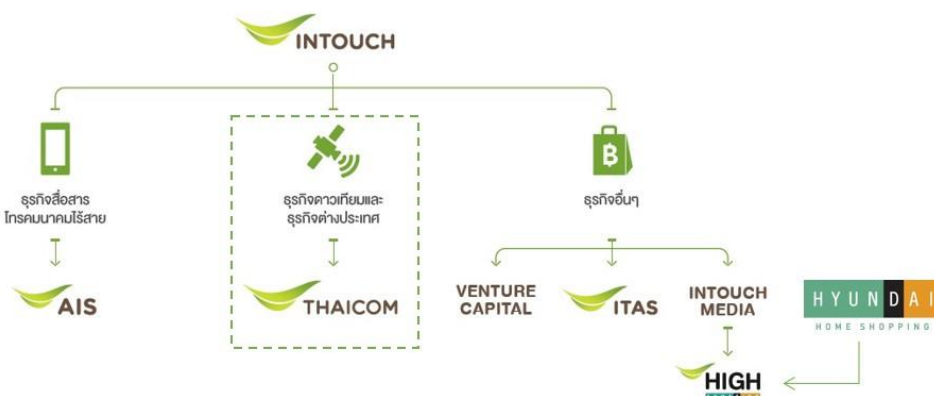 INTOUCH
ธุรกิจสื่อสาร
โทรคมนาคมไร้สาย
AIS
ธุรกิจดาวเทียมและ
ธุรกิจต่างประเทศ
THAICOM
฿
ธุรกิจอื่นๆ
VENTURE
CAPITAL
ITAS
INTOUCH
MEDIA
HYUNDAI
HOME SHOPPING
HIGH